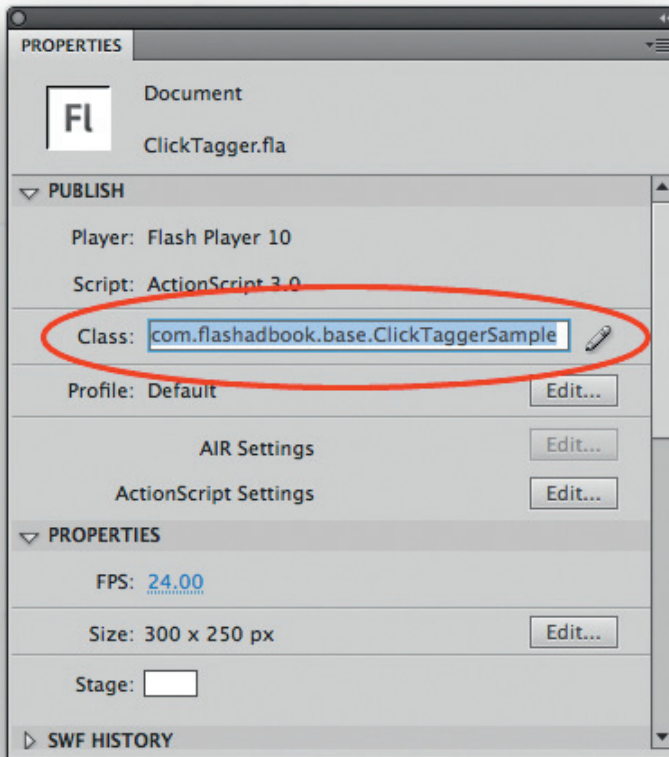 PROPERTIES
Fl
Document
ClickTagger.fla
PUBLISH
Player: Flash Player 10
Script: ActionScript 3.0
Class: com.flashadbook.base.ClickTaggerSample
Profile: Default Edit...
AIR Settings Edit...
ActionScript Settings Edit...
PROPERTIES
FPS: 24.00
Size: 300 x 250 px Edit...
Stage:
SWF HISTORY